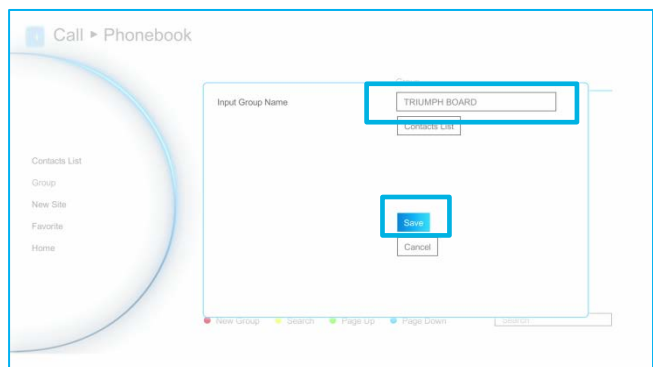 Call ▸ Phonebook
Group
Input Group Name
TRIUMPH BOARD
Contacts List
Contacts List
Group
New Site
Favorite
Home
Save
Cancel
New Group
Search
Page Up
Page Down
Search